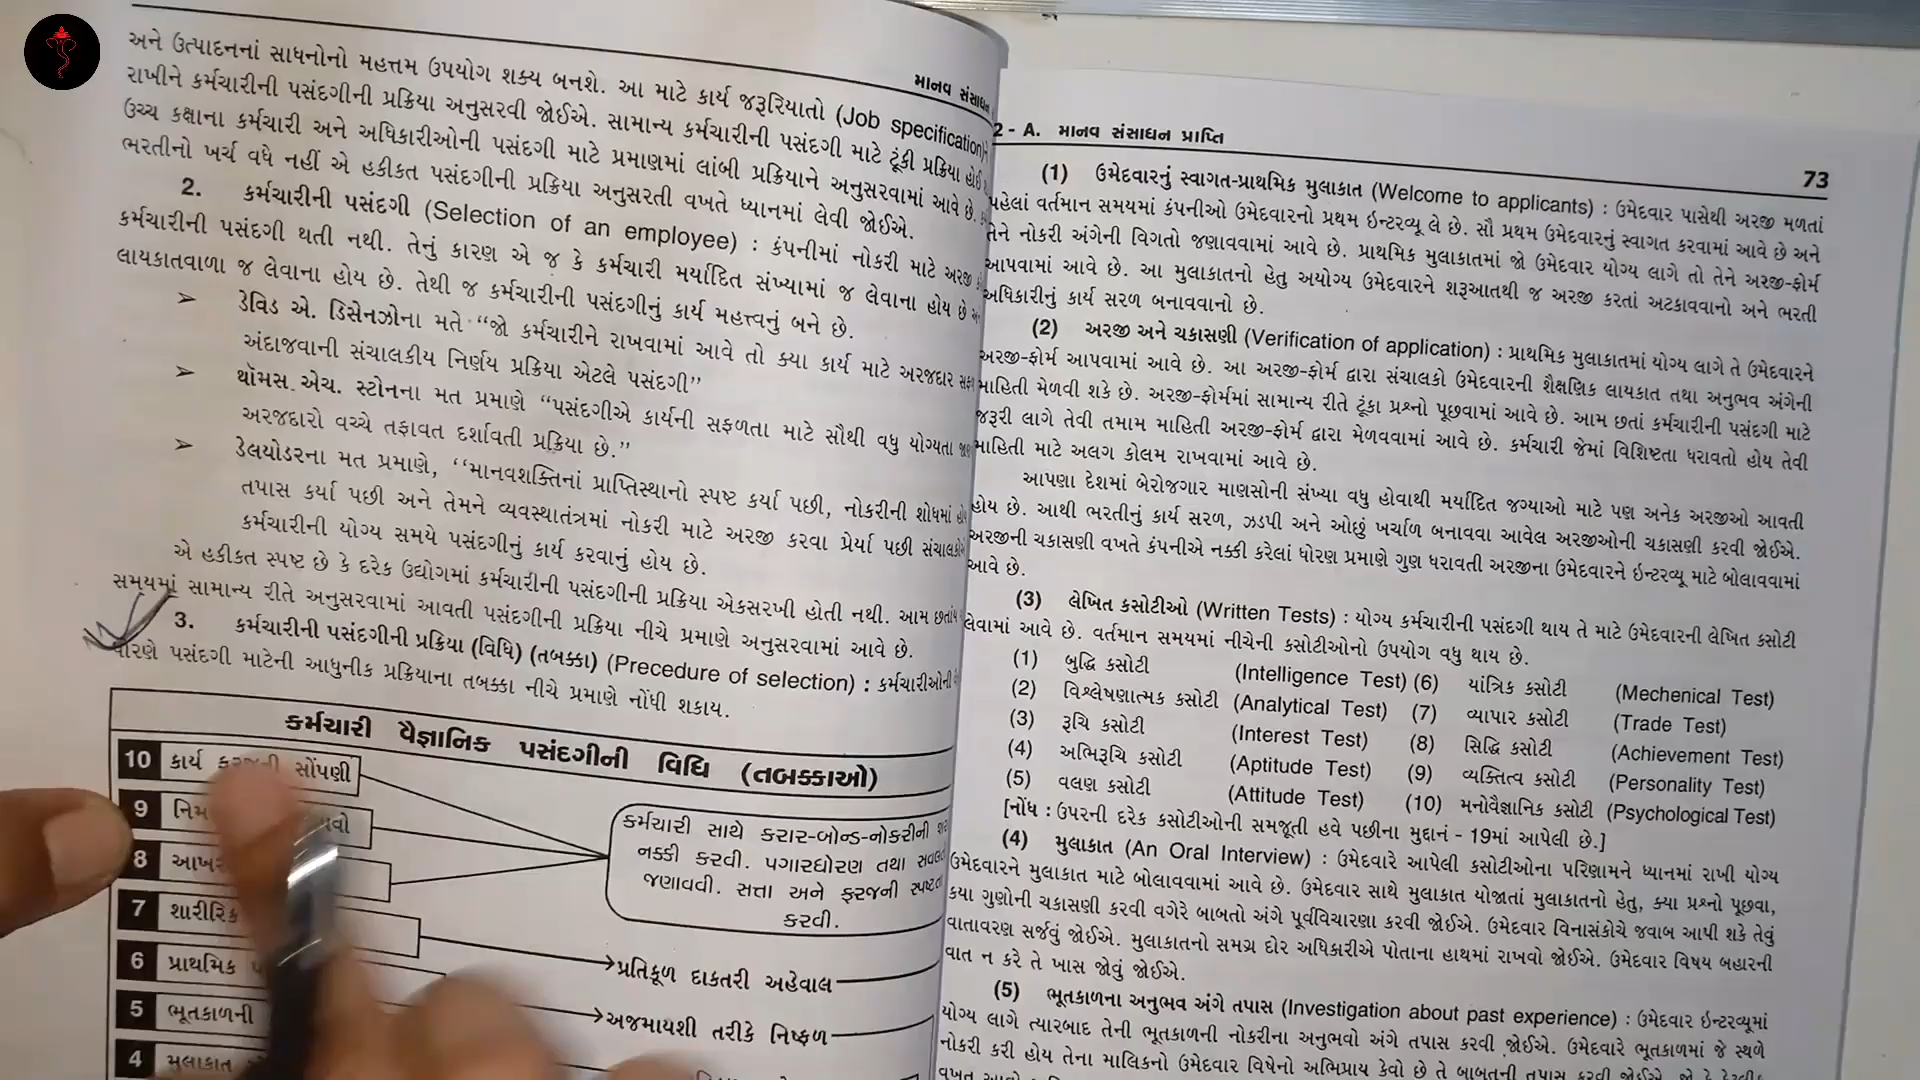 અને ઉત્પાદનનાં સાધનોનો મહત્તમ ઉપયોગ શક્ય બનશે. આ માટે કાર્ય જરૂરિયાતો (Job specification)
રાખીને કર્મચારીની પસંદગીની પ્રક્રિયા અનુસરવી જોઈએ. સામાન્ય કર્મચારીની પસંદગી માટે ટૂંકી પ્રક્રિયા હોઈ
ઉચ્ચ કક્ષાના કર્મચારી અને અધિકારીઓની પસંદગી માટે પ્રમાણમાં લાંબી પ્રક્રિયાને અનુસરવામાં આવે છે.
ભરતીનો ખર્ચ વધે નહીં એ હકીકત પસંદગીની પ્રક્રિયા અનુસરતી વખતે ધ્યાનમાં લેવી જોઈએ.
2. કર્મચારીની પસંદગી (Selection of an employee) : કંપનીમાં નોકરી માટે અરજી
કર્મચારીની પસંદગી થતી નથી. તેનું કારણ એ જ કે કર્મચારી મર્યાદિત સંખ્યામાં જ લેવાના હોય છે
લાયકાતવાળા જ લેવાના હોય છે. તેથી જ કર્મચારીની પસંદગીનું કાર્ય મહત્ત્વનું બને છે.
➢ ડેવિડ એ. ડિસેનઝોના મતે “જો કર્મચારીને રાખવામાં આવે તો ક્યા કાર્ય માટે અરજદાર
અંદાજવાની સંચાલકીય નિર્ણય પ્રક્રિયા એટલે પસંદગી”
➢ થૉમસ એચ. સ્ટોનના મત પ્રમાણે “પસંદગીએ કાર્યની સફળતા માટે સૌથી વધુ યોગ્યતા
અરજદારો વચ્ચે તફાવત દર્શાવતી પ્રક્રિયા છે.”
➢ ડેલયોડરના મત પ્રમાણે, ‘‘માનવશક્તિનાં પ્રાપ્તિસ્થાનો સ્પષ્ટ કર્યા પછી, નોકરીની શોધમાં
તપાસ કર્યા પછી અને તેમને વ્યવસ્થાતંત્રમાં નોકરી માટે અરજી કરવા પ્રેર્યા પછી
કર્મચારીની યોગ્ય સમયે પસંદગીનું કાર્ય કરવાનું હોય છે.
એ હકીકત સ્પષ્ટ છે કે દરેક ઉદ્યોગમાં કર્મચારીની પસંદગીની પ્રક્રિયા એકસરખી હોતી નથી. આમ છતાંય
સમયમાં સામાન્ય રીતે અનુસરવામાં આવતી પસંદગીની પ્રક્રિયા નીચે પ્રમાણે અનુસરવામાં આવે છે.
3. કર્મચારીની પસંદગીની પ્રક્રિયા (વિધિ) (તબક્કા) (Precedure of selection) : કર્મચારીઓની
ધોરણે પસંદગી માટેની આધુનીક પ્રક્રિયાના તબક્કા નીચે પ્રમાણે નોંધી શકાય.
કર્મચારી વૈજ્ઞાનિક પસંદગીની વિધિ (તબક્કાઓ)
10 કાર્ય ફરજની સોંપણી
9
8
7 શારીરિક
6 પ્રાથમિક
5 ભૂતકાળની
4 મુલાકાત
કર્મચારી સાથે કરાર-બોન્ડ-નોકરીની
નક્કી કરવી. પગારધોરણ તથા
જણાવવી. સત્તા અને ફરજની સ્પષ્ટતા
કરવી.
પ્રતિકૂળ દાકતરી અહેવાલ
અજમાયશી તરીકે નિષ્ફળ
માનવ સંસાધન
2 - A. માનવ સંસાધન પ્રાપ્તિ
73
(1) ઉમેદવારનું સ્વાગત-પ્રાથમિક મુલાકાત (Welcome to applicants) : ઉમેદવાર પાસેથી અરજી મળતાં
પહેલાં વર્તમાન સમયમાં કંપનીઓ ઉમેદવારનો પ્રથમ ઇન્ટરવ્યૂ લે છે. સૌ પ્રથમ ઉમેદવારનું સ્વાગત કરવામાં આવે છે અને
તેને નોકરી અંગેની વિગતો જણાવવામાં આવે છે. પ્રાથમિક મુલાકાતમાં જો ઉમેદવાર યોગ્ય લાગે તો તેને અરજી-ફોર્મ
આપવામાં આવે છે. આ મુલાકાતનો હેતુ અયોગ્ય ઉમેદવારને શરૂઆતથી જ અરજી કરતાં અટકાવવાનો અને ભરતી
અધિકારીનું કાર્ય સરળ બનાવવાનો છે.
(2) અરજી અને ચકાસણી (Verification of application) : પ્રાથમિક મુલાકાતમાં યોગ્ય લાગે તે ઉમેદવારને
અરજી-ફોર્મ આપવામાં આવે છે. આ અરજી-ફોર્મ દ્વારા સંચાલકો ઉમેદવારની શૈક્ષણિક લાયકાત તથા અનુભવ અંગેની
માહિતી મેળવી શકે છે. અરજી-ફોર્મમાં સામાન્ય રીતે ટૂંકા પ્રશ્નો પૂછવામાં આવે છે. આમ છતાં કર્મચારીની પસંદગી માટે
જરૂરી લાગે તેવી તમામ માહિતી અરજી-ફોર્મ દ્વારા મેળવવામાં આવે છે. કર્મચારી જેમાં વિશિષ્ટતા ધરાવતો હોય તેવી
માહિતી માટે અલગ કોલમ રાખવામાં આવે છે.
આપણા દેશમાં બેરોજગાર માણસોની સંખ્યા વધુ હોવાથી મર્યાદિત જગ્યાઓ માટે પણ અનેક અરજીઓ આવતી
હોય છે. આથી ભરતીનું કાર્ય સરળ, ઝડપી અને ઓછું ખર્ચાળ બનાવવા આવેલ અરજીઓની ચકાસણી કરવી જોઈએ.
અરજીની ચકાસણી વખતે કંપનીએ નક્કી કરેલાં ધોરણ પ્રમાણે ગુણ ધરાવતી અરજીના ઉમેદવારને ઇન્ટરવ્યૂ માટે બોલાવવામાં
આવે છે.
(3) લેખિત કસોટીઓ (Written Tests) : યોગ્ય કર્મચારીની પસંદગી થાય તે માટે ઉમેદવારની લેખિત કસોટી
લેવામાં આવે છે. વર્તમાન સમયમાં નીચેની કસોટીઓનો ઉપયોગ વધુ થાય છે.
(1) બુદ્ધિ કસોટી (Intelligence Test) (6) યાંત્રિક કસોટી (Mechenical Test)
(2) વિશ્લેષણાત્મક કસોટી (Analytical Test) (7) વ્યાપાર કસોટી (Trade Test)
(3) રૂચિ કસોટી (Interest Test) (8) સિદ્ધિ કસોટી (Achievement Test)
(4) અભિરૂચિ કસોટી (Aptitude Test) (9) વ્યક્તિત્વ કસોટી (Personality Test)
(5) વલણ કસોટી (Attitude Test) (10) મનોવૈજ્ઞાનિક કસોટી (Psychological Test)
[નોંધ : ઉપરની દરેક કસોટીઓની સમજૂતી હવે પછીના મુદ્દાનં - 19માં આપેલી છે.]
(4) મુલાકાત (An Oral Interview) : ઉમેદવારે આપેલી કસોટીઓના પરિણામને ધ્યાનમાં રાખી યોગ્ય
ઉમેદવારને મુલાકાત માટે બોલાવવામાં આવે છે. ઉમેદવાર સાથે મુલાકાત યોજાતાં મુલાકાતનો હેતુ, ક્યા પ્રશ્નો પૂછવા,
ક્યા ગુણોની ચકાસણી કરવી વગેરે બાબતો અંગે પૂર્વવિચારણા કરવી જોઈએ. ઉમેદવાર વિનાસંકોચે જવાબ આપી શકે તેવું
વાતાવરણ સર્જવું જોઈએ. મુલાકાતનો સમગ્ર દોર અધિકારીએ પોતાના હાથમાં રાખવો જોઈએ. ઉમેદવાર વિષય બહારની
વાત ન કરે તે ખાસ જોવું જોઈએ.
(5) ભૂતકાળના અનુભવ અંગે તપાસ (Investigation about past experience) : ઉમેદવાર ઇન્ટરવ્યૂમાં
યોગ્ય લાગે ત્યારબાદ તેની ભૂતકાળની નોકરીના અનુભવો અંગે તપાસ કરવી જોઈએ. ઉમેદવારે ભૂતકાળમાં જે સ્થળે
નોકરી કરી હોય તેના માલિકનો ઉમેદવાર વિષેનો અભિપ્રાય કેવો છે તે બાબતની તપાસ કરવી જોઈએ.